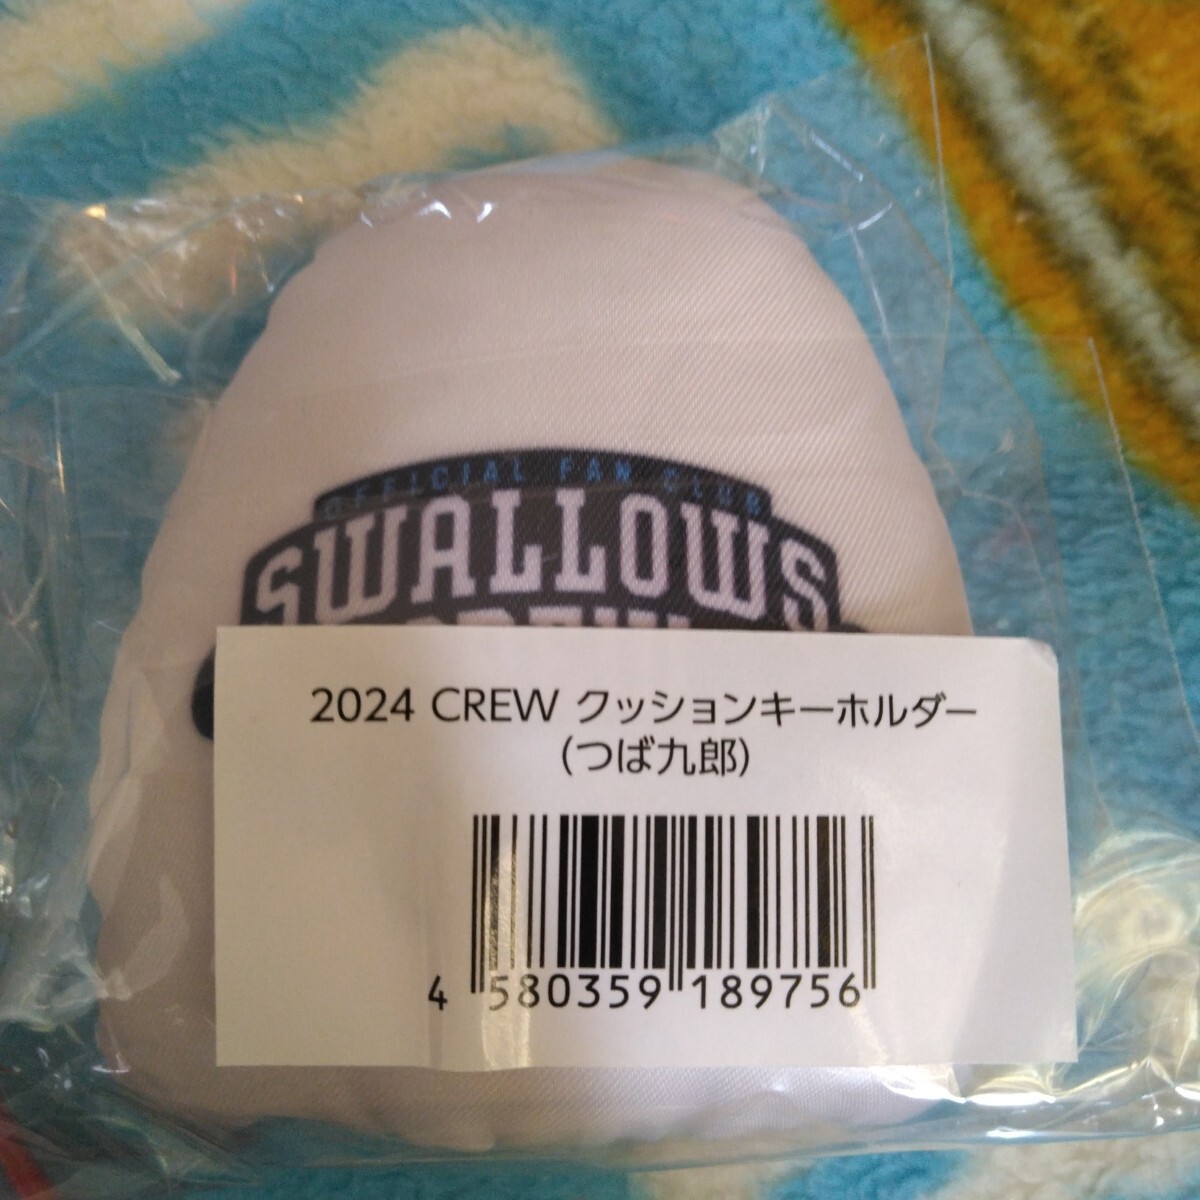 OFFICIAL FAN CLUB
SWALLOWS
CREW
2024 CREW クッションキーホルダー
(つば九郎)
4 580359 189756